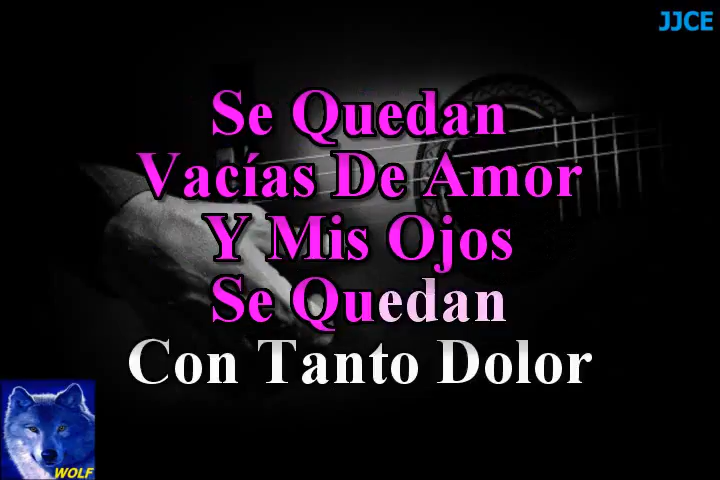 JJCE
Se Quedan
Vacías De Amor
Y Mis Ojos
Se Quedan
Con Tanto Dolor
WOLF